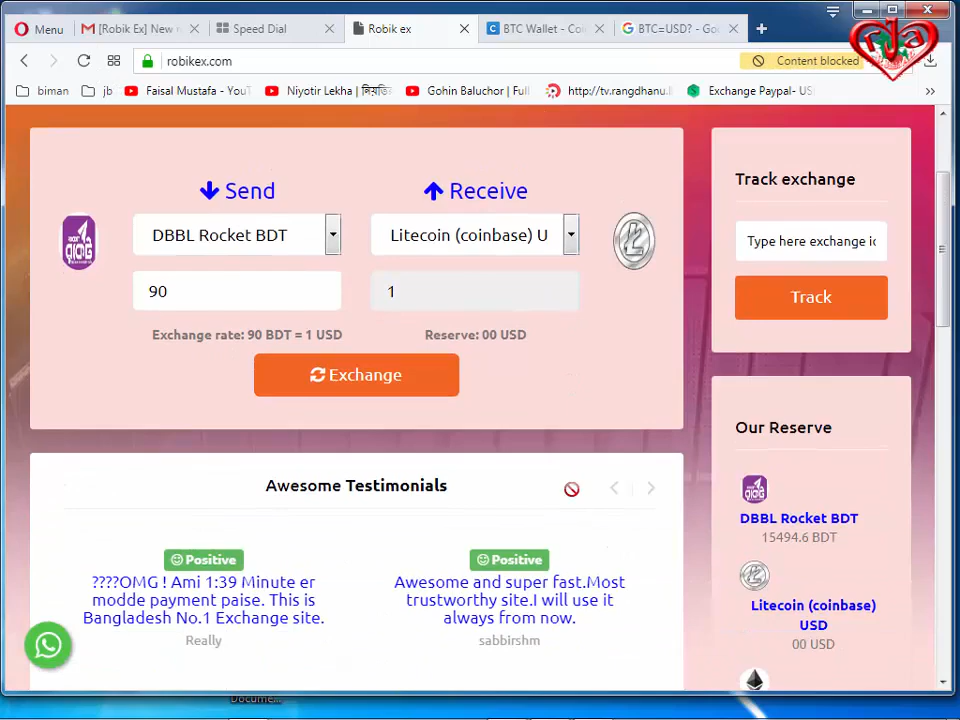 Menu
[Robik Ex] New r
Speed Dial
Robik ex
BTC Wallet - Coi
BTC=USD? - Go
robikex.com
Content blocked
biman
jb
Faisal Mustafa - You
Niyotir Lekha | নিয়তি
Gohin Baluchor | Full
http://tv.rangdhanu.l
Exchange Paypal- US
Send
Receive
DBBL Rocket BDT
Litecoin (coinbase) U
90
1
Exchange rate: 90 BDT = 1 USD
Reserve: 00 USD
Exchange
Track exchange
Type here exchange id
Track
Our Reserve
DBBL Rocket BDT
15494.6 BDT
Litecoin (coinbase)
USD
00 USD
Awesome Testimonials
Positive
????OMG ! Ami 1:39 Minute er
modde payment paise. This is
Bangladesh No.1 Exchange site.
Really
Positive
Awesome and super fast.Most
trustworthy site.I will use it
always from now.
sabbirshm
Docume...